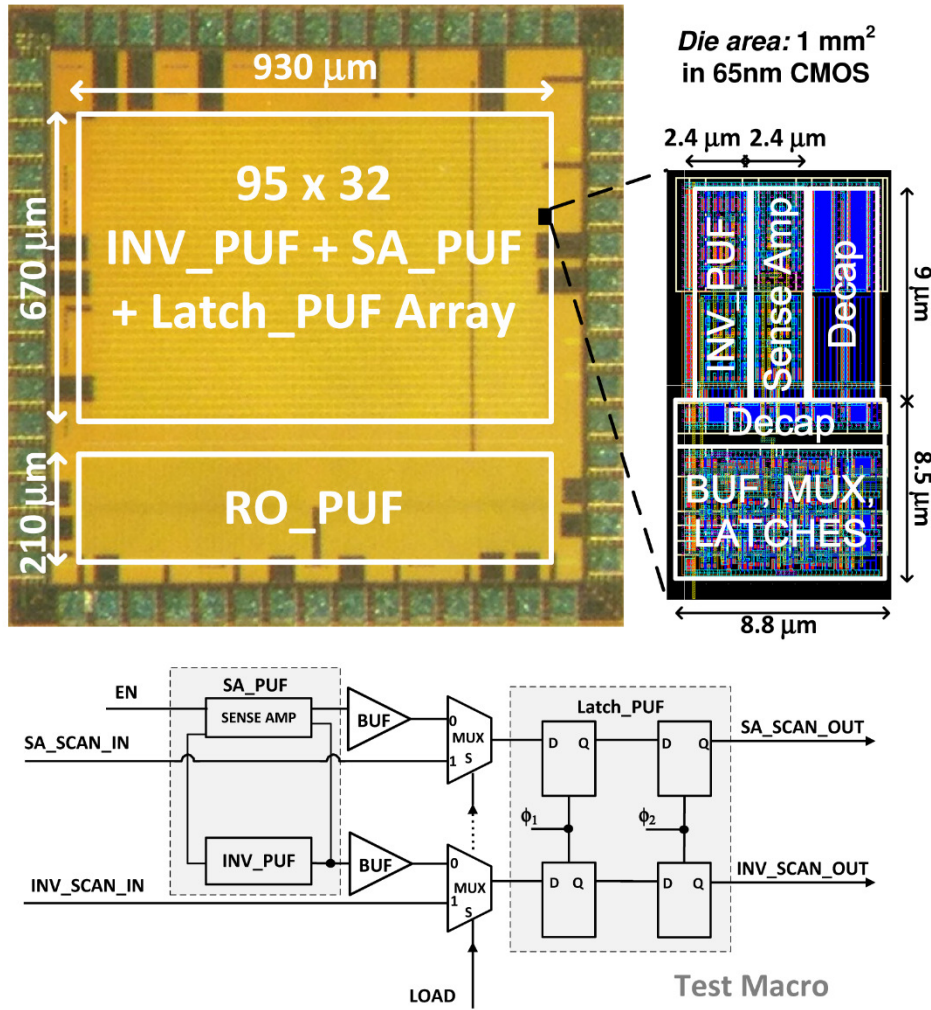 930 μm
Die area: 1 mm²
in 65nm CMOS
2.4 μm
2.4 μm
670 μm
95 x 32
INV_PUF + SA_PUF
+ Latch_PUF Array
INV_PUF
Sense Amp
Decap
9 μm
Decap
210 μm
RO_PUF
BUF, MUX,
LATCHES
8.5 μm
8.8 μm
SA_PUF
EN
SENSE AMP
BUF
0
MUX
S
1
SA_SCAN_IN
Latch_PUF
D Q
D Q
SA_SCAN_OUT
ϕ1
ϕ2
INV_PUF
BUF
0
MUX
S
1
INV_SCAN_IN
D Q
D Q
INV_SCAN_OUT
LOAD
Test Macro